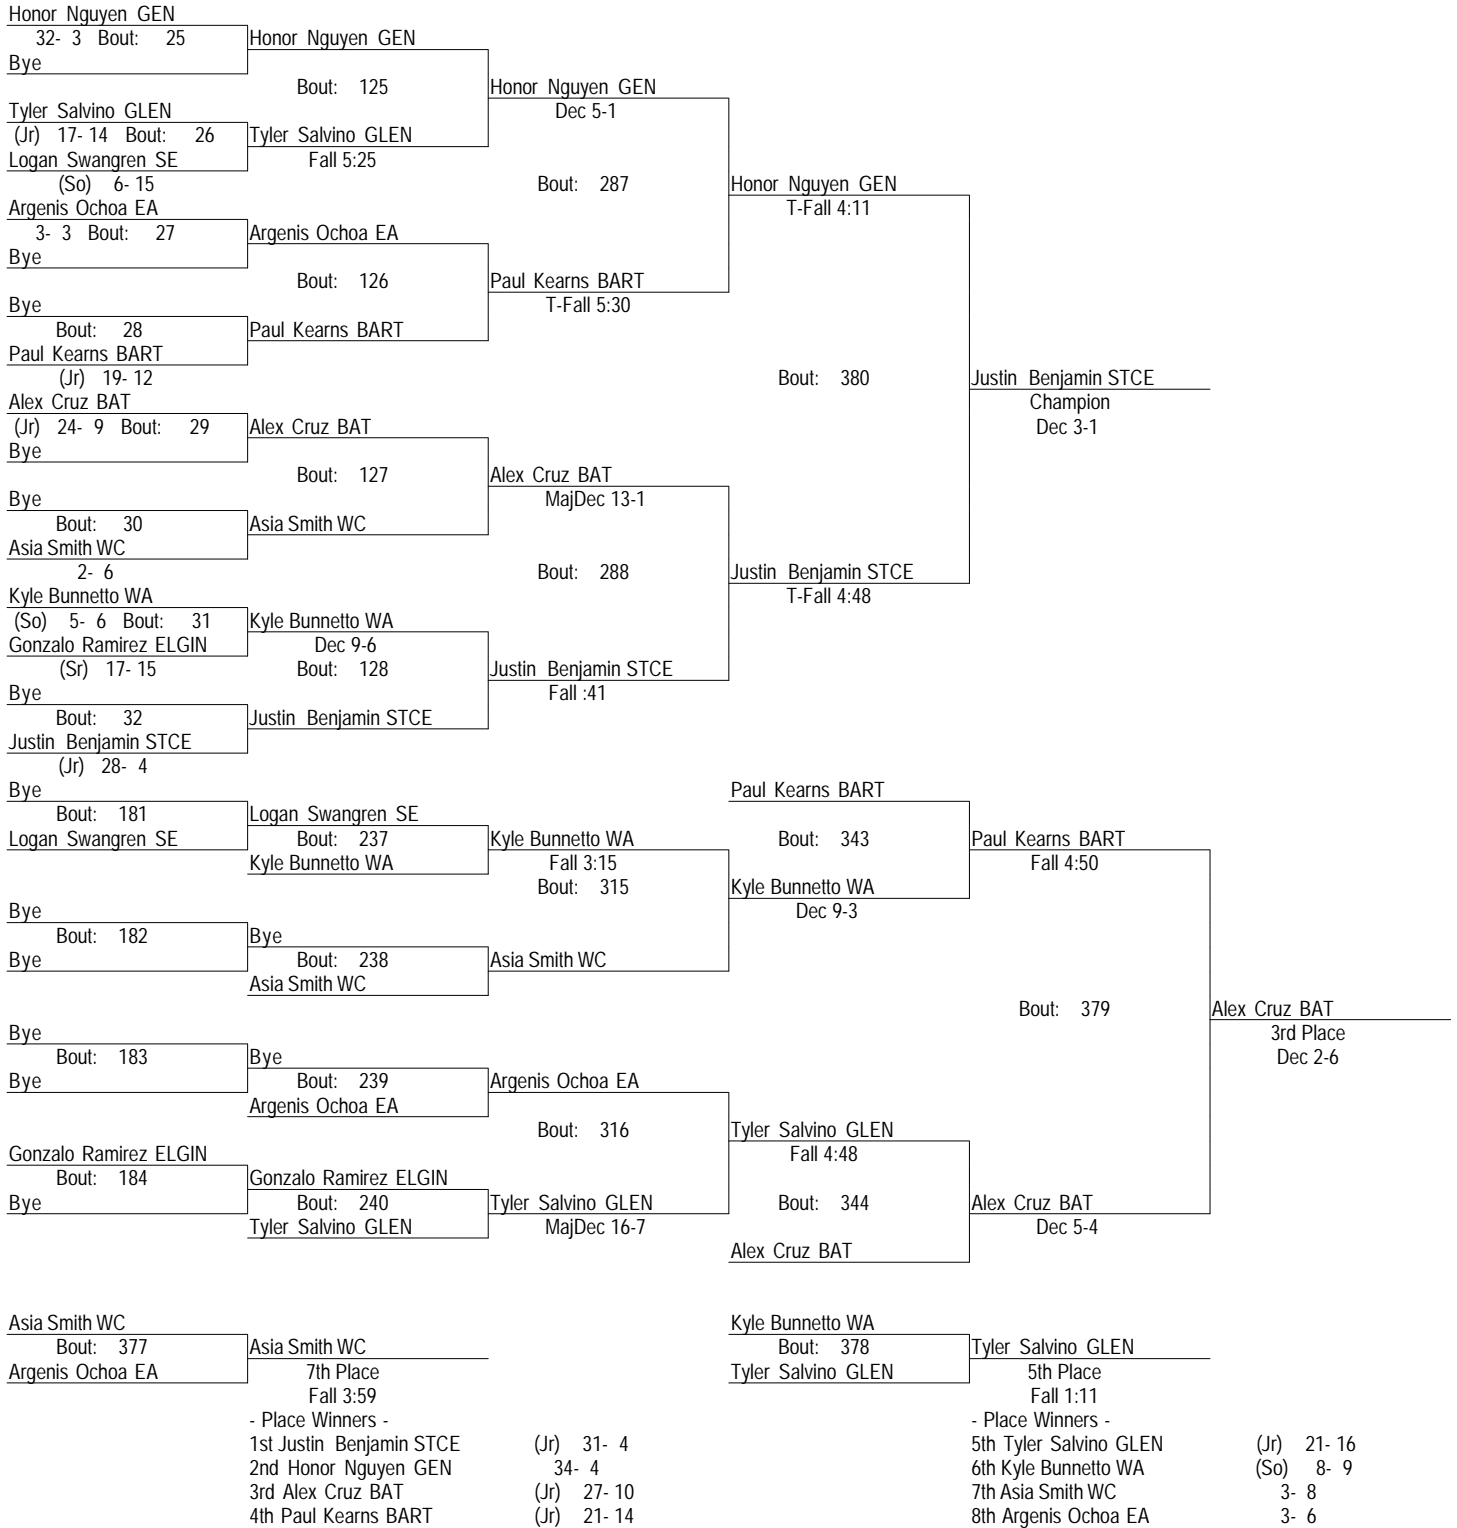 Honor Nguyen GEN
32- 3 Bout: 25 Honor Nguyen GEN
Bye
Bout: 125 Honor Nguyen GEN
Tyler Salvino GLEN Dec 5-1
(Jr) 17- 14 Bout: 26 Tyler Salvino GLEN
Logan Swangren SE Fall 5:25
(So) 6- 15 Bout: 287 Honor Nguyen GEN
Argenis Ochoa EA T-Fall 4:11
3- 3 Bout: 27 Argenis Ochoa EA
Bye
Bout: 126 Paul Kearns BART
Bye T-Fall 5:30
Bout: 28 Paul Kearns BART
Paul Kearns BART
(Jr) 19- 12 Bout: 380 Justin Benjamin STCE
Alex Cruz BAT Champion
(Jr) 24- 9 Bout: 29 Alex Cruz BAT Dec 3-1
Bye
Bout: 127 Alex Cruz BAT
Bye MajDec 13-1
Bout: 30 Asia Smith WC
Asia Smith WC
2- 6 Bout: 288 Justin Benjamin STCE
Kyle Bunnetto WA T-Fall 4:48
(So) 5- 6 Bout: 31 Kyle Bunnetto WA
Gonzalo Ramirez ELGIN Dec 9-6
(Sr) 17- 15 Bout: 128 Justin Benjamin STCE
Bye Fall :41
Bout: 32 Justin Benjamin STCE
Justin Benjamin STCE
(Jr) 28- 4
Bye Paul Kearns BART
Bout: 181 Logan Swangren SE
Logan Swangren SE Bout: 237 Kyle Bunnetto WA Bout: 343 Paul Kearns BART
Kyle Bunnetto WA Fall 3:15 Fall 4:50
Bout: 315 Kyle Bunnetto WA
Bye Dec 9-3
Bout: 182 Bye
Bye Bout: 238 Asia Smith WC
Asia Smith WC
Bout: 379 Alex Cruz BAT
Bye 3rd Place
Bout: 183 Bye Dec 2-6
Bye Bout: 239 Argenis Ochoa EA
Argenis Ochoa EA
Bout: 316 Tyler Salvino GLEN
Gonzalo Ramirez ELGIN Fall 4:48
Bout: 184 Gonzalo Ramirez ELGIN
Bye Bout: 240 Tyler Salvino GLEN Bout: 344 Alex Cruz BAT
Tyler Salvino GLEN MajDec 16-7 Dec 5-4
Alex Cruz BAT
Asia Smith WC Kyle Bunnetto WA
Bout: 377 Asia Smith WC Bout: 378 Tyler Salvino GLEN
Argenis Ochoa EA 7th Place Tyler Salvino GLEN 5th Place
Fall 3:59 Fall 1:11
- Place Winners - - Place Winners -
1st Justin Benjamin STCE (Jr) 31- 4 5th Tyler Salvino GLEN (Jr) 21- 16
2nd Honor Nguyen GEN 34- 4 6th Kyle Bunnetto WA (So) 8- 9
3rd Alex Cruz BAT (Jr) 27- 10 7th Asia Smith WC 3- 8
4th Paul Kearns BART (Jr) 21- 14 8th Argenis Ochoa EA 3- 6